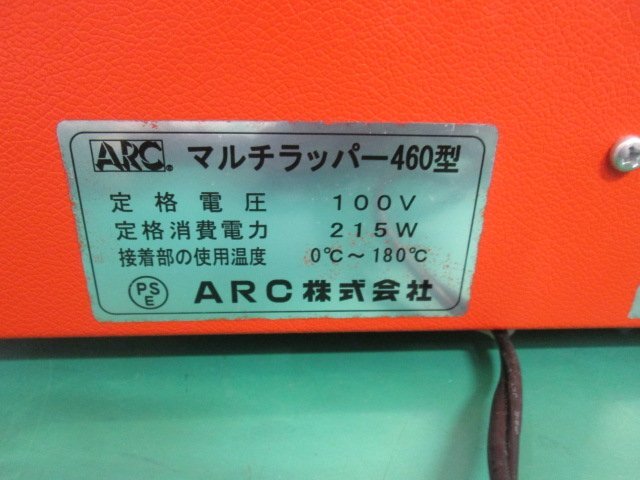 ARC® マルチラッパー460型
定格電圧 100V
定格消費電力 215W
接着部の使用温度 0℃～180℃
PSE ARC株式会社